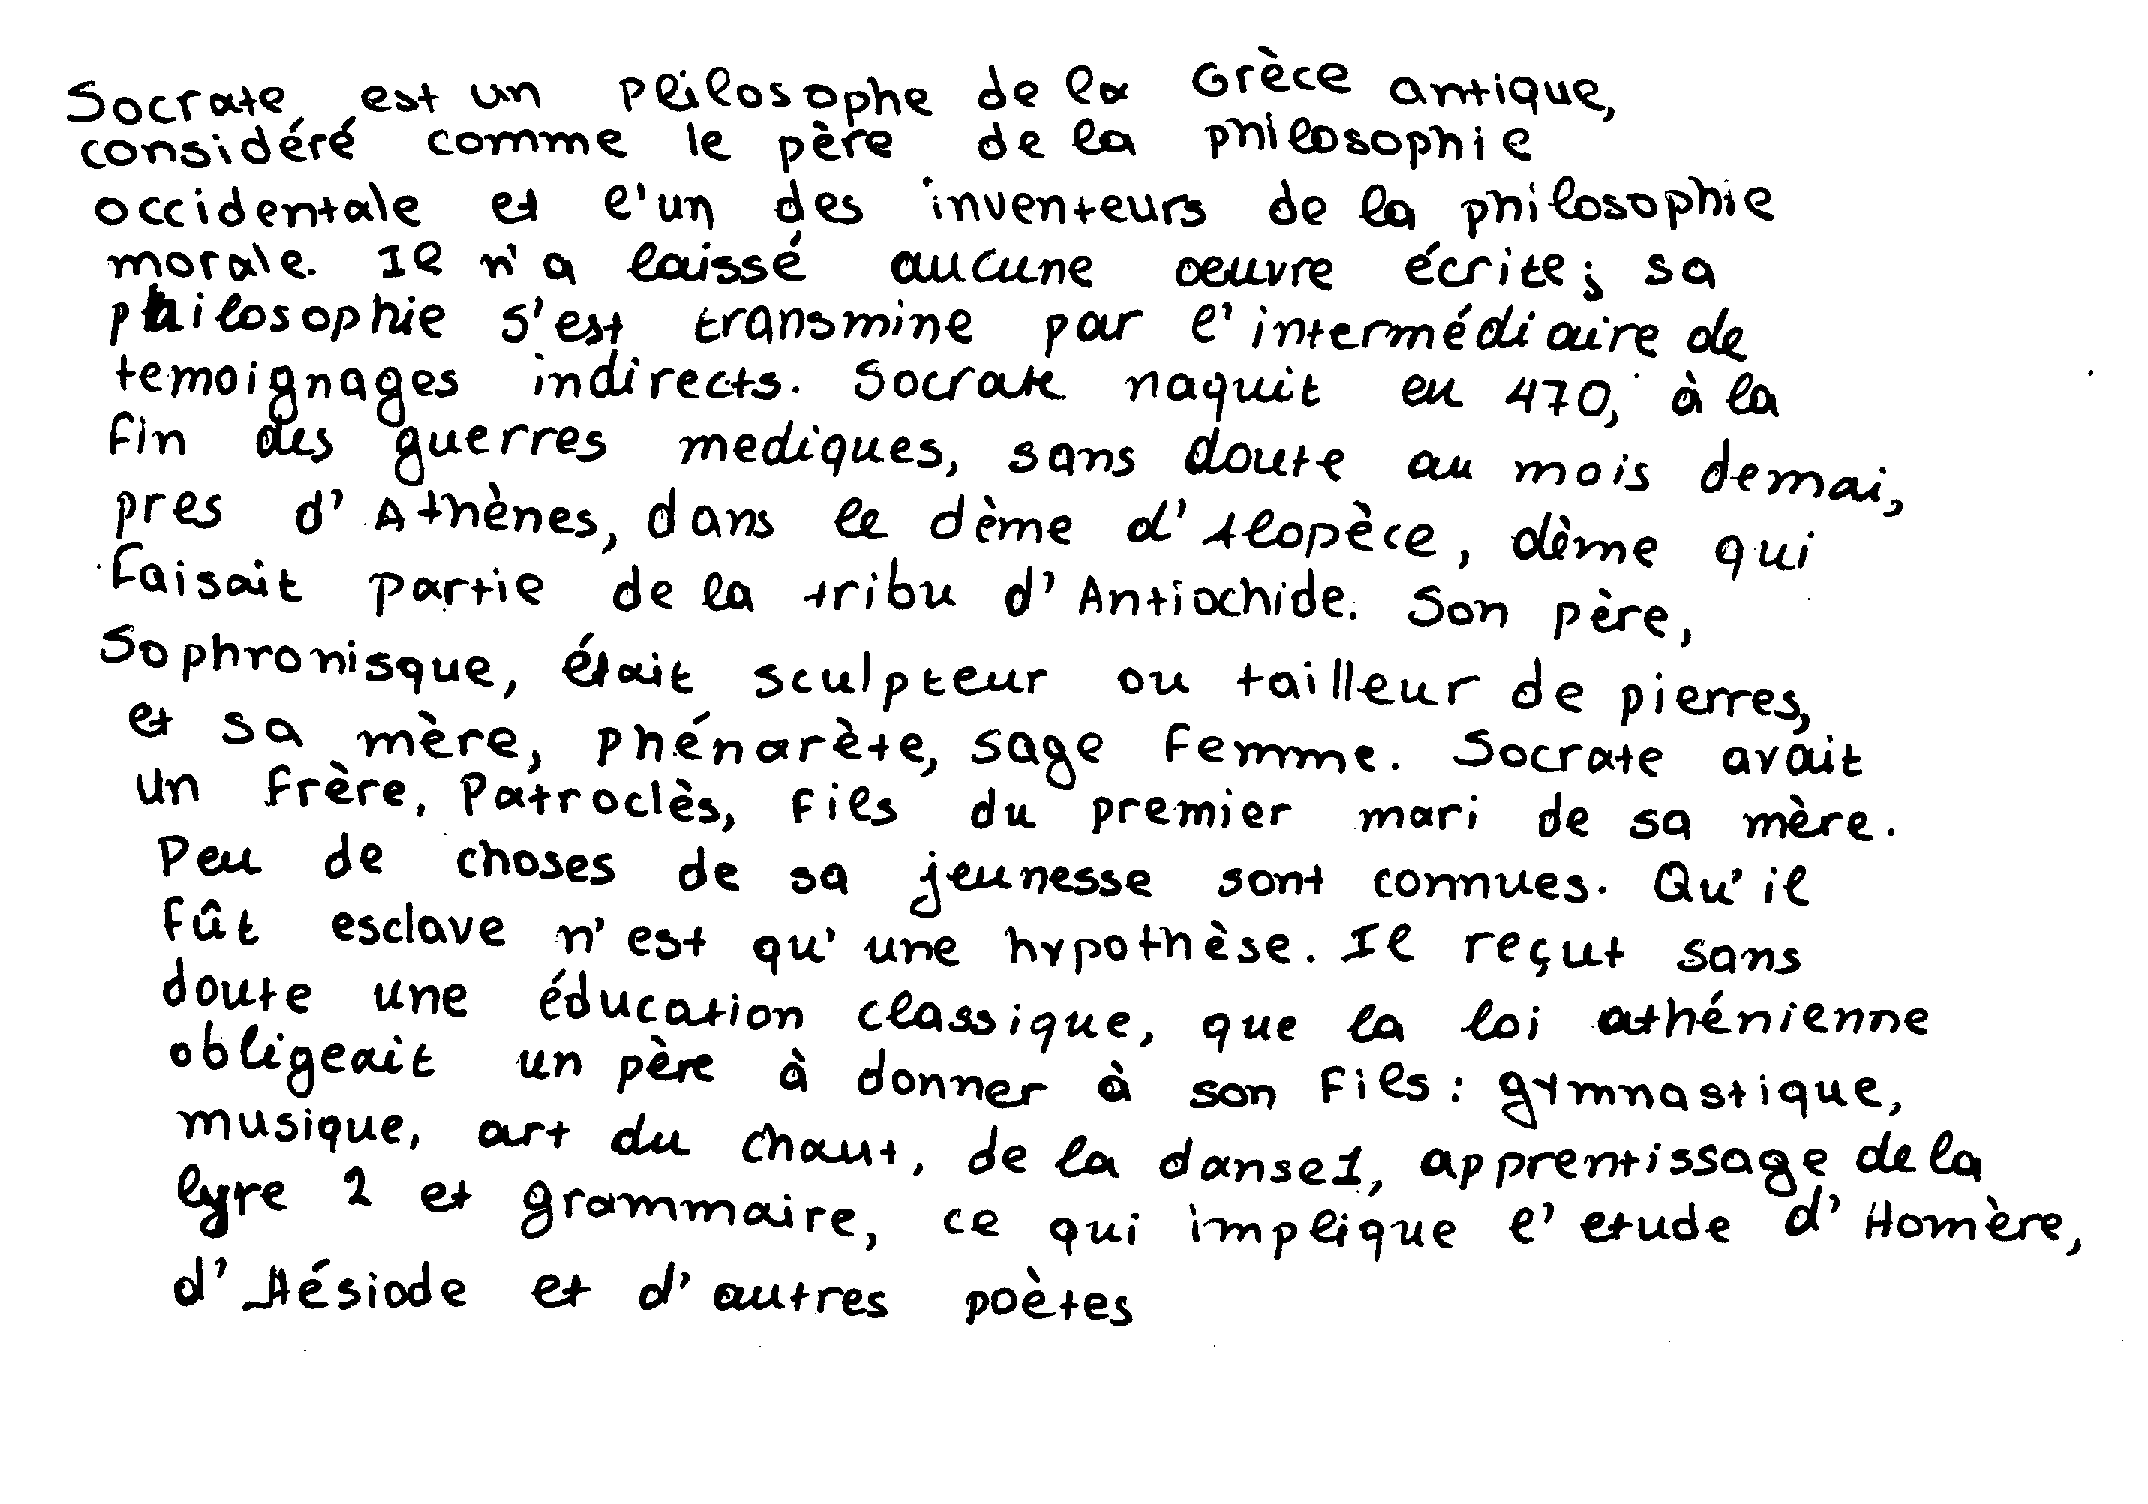 Socrate est un philosophe de la Grèce antique,
considéré comme le père de la philosophie
occidentale et l'un des inventeurs de la philosophie
morale. Il n'a laissé aucune oeuvre écrite; sa
philosophie s'est transmine par l'intermédiaire de
temoignages indirects. Socrate naquit en 470, à la
fin des guerres mediques, sans doute au mois demai,
pres d'Athènes, dans le dème d'Alopèce, dème qui
faisait partie de la tribu d'Antiochide. Son père,
Sophronisque, était sculpteur ou tailleur de pierres,
et sa mère, phénarète, sage femme. Socrate avait
un frère, Patroclès, fils du premier mari de sa mère.
Peu de choses de sa jeunesse sont connues. Qu'il
fût esclave n'est qu'une hypothèse. Il reçut sans
doute une éducation classique, que la loi athénienne
obligeait un père à donner à son fils : gymnastique,
musique, art du chant, de la danse1, apprentissage de la
lyre 2 et grammaire, ce qui implique l'etude d'Homère,
d'Hésiode et d'autres poètes